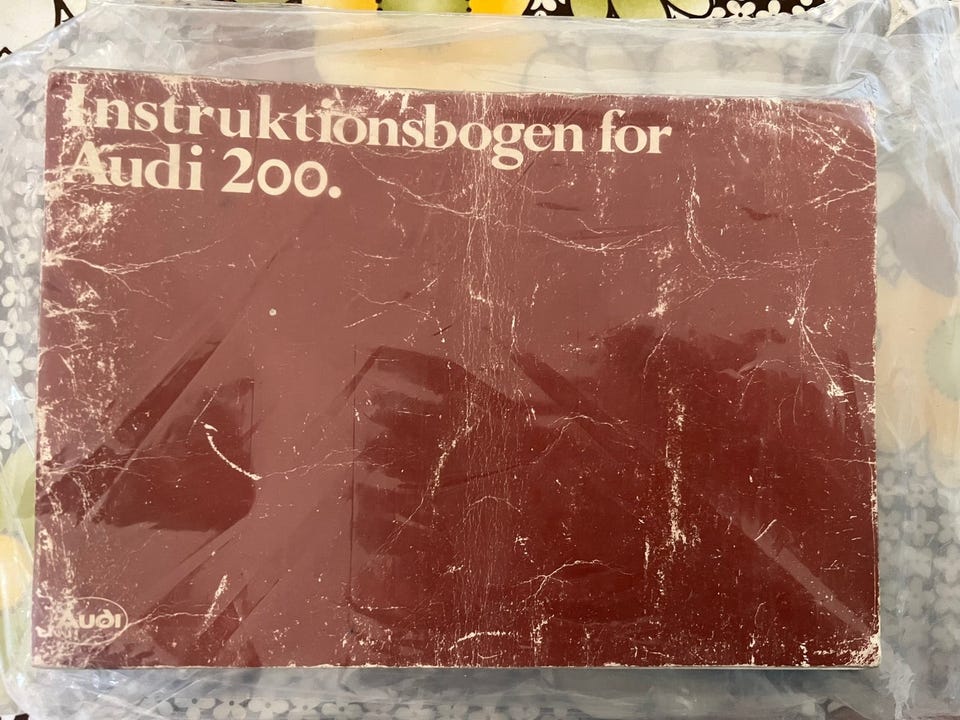 Instruktionsbogen for
Audi 200.
Audi